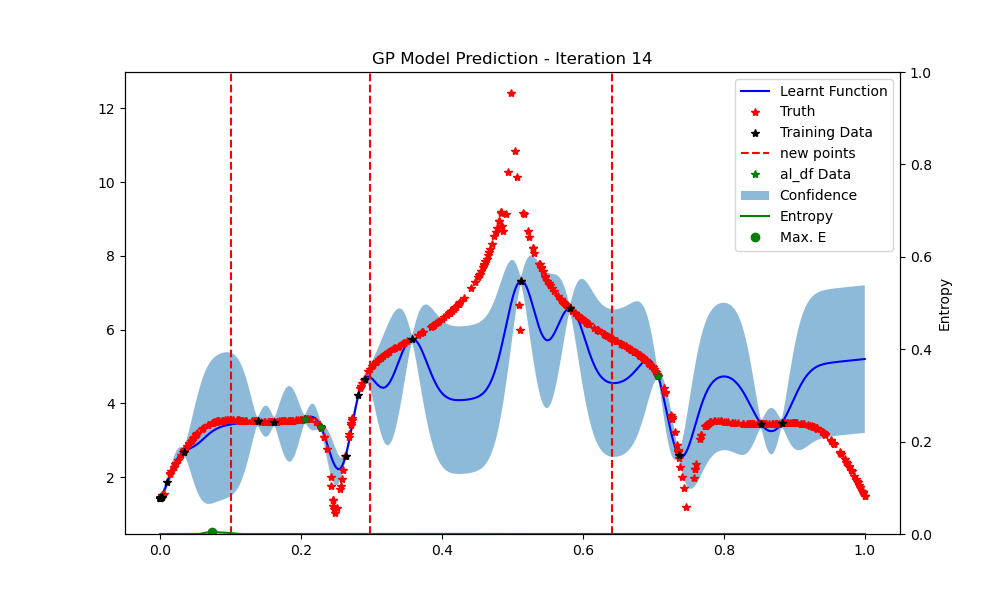 GP Model Prediction - Iteration 14
12
10
8
6
4
2
0.0
0.2
0.4
0.6
0.8
1.0
1.0
0.8
0.6
0.4
0.2
0.0
Entropy
Learnt Function
Truth
Training Data
new points
al_df Data
Confidence
Entropy
Max. E